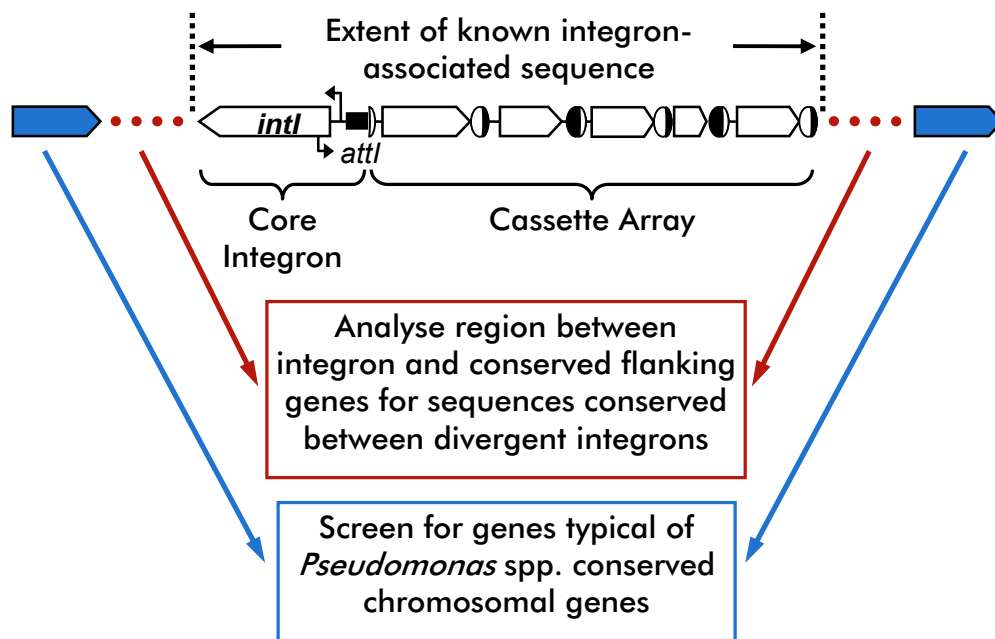 Extent of known integron-
associated sequence
intI
attI
Core
Integron
Cassette Array
Analyse region between
integron and conserved flanking
genes for sequences conserved
between divergent integrons
Screen for genes typical of
Pseudomonas spp. conserved
chromosomal genes